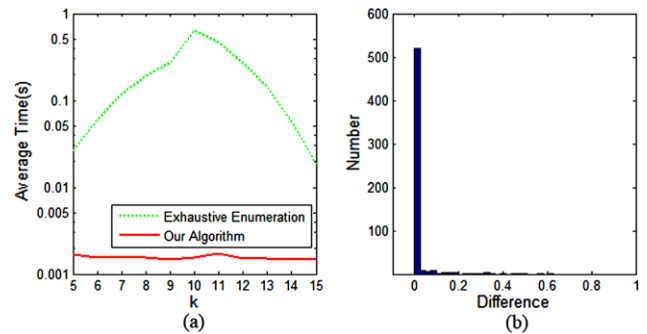 Average Time(s)
1
0.5
0.1
0.05
0.01
0.005
0.001
Exhaustive Enumeration
Our Algorithm
5 6 7 8 9 10 11 12 13 14 15
k
(a)
Number
600
500
400
300
200
100
0 0.2 0.4 0.6 0.8 1
Difference
(b)